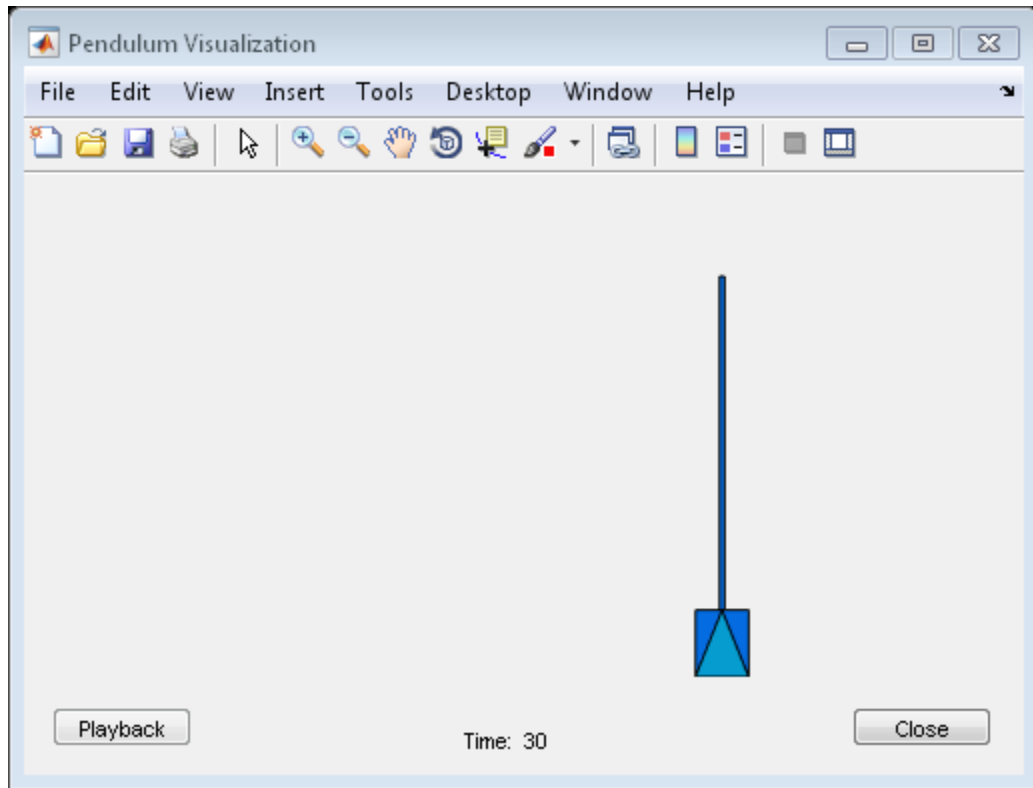 Pendulum Visualization
File Edit View Insert Tools Desktop Window Help
Playback
Time: 30
Close